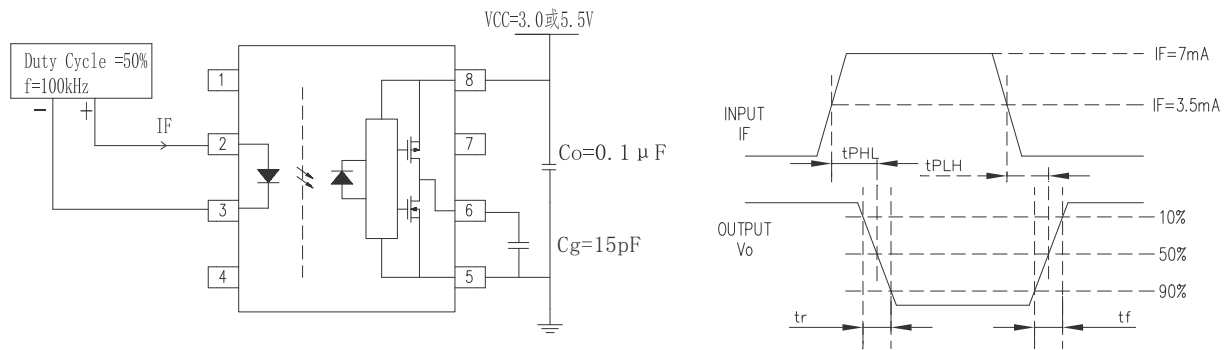 VCC=3.0或5.5V
Duty Cycle =50%
f=100kHz
− +
IF
1
2
3
4
8
7
6
5
Co=0.1μF
Cg=15pF
INPUT
IF
IF=7mA
IF=3.5mA
tPHL
tPLH
OUTPUT
Vo
10%
50%
90%
tr
tf